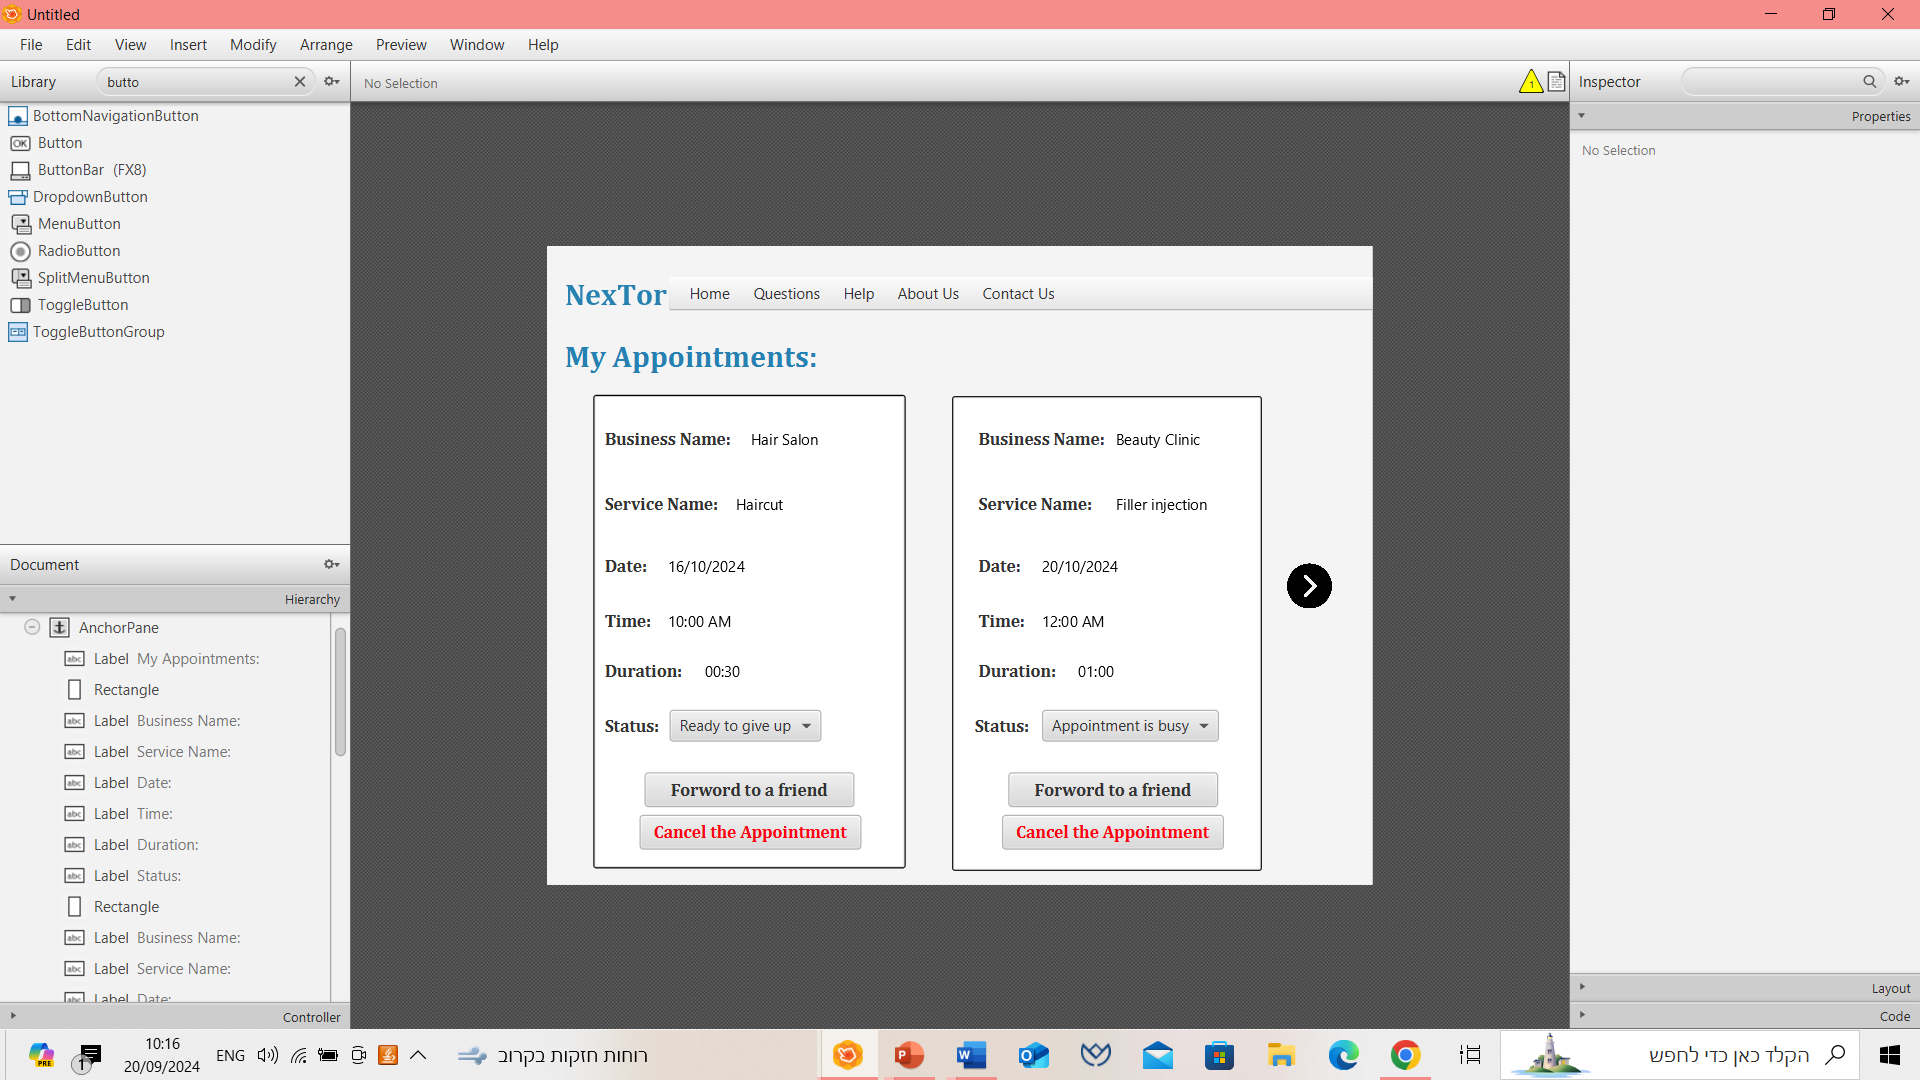 Untitled
File Edit View Insert Modify Arrange Preview Window Help
Library butto
No Selection
1
Inspector
BottomNavigationButton
Button
ButtonBar (FX8)
DropdownButton
MenuButton
RadioButton
SplitMenuButton
ToggleButton
ToggleButtonGroup
Properties
No Selection
NexTor Home Questions Help About Us Contact Us
My Appointments:
Business Name: Hair Salon
Service Name: Haircut
Date: 16/10/2024
Time: 10:00 AM
Duration: 00:30
Status: Ready to give up
Forword to a friend
Cancel the Appointment
Business Name: Beauty Clinic
Service Name: Filler injection
Date: 20/10/2024
Time: 12:00 AM
Duration: 01:00
Status: Appointment is busy
Forword to a friend
Cancel the Appointment
Document
Hierarchy
AnchorPane
Label My Appointments:
Rectangle
Label Business Name:
Label Service Name:
Label Date:
Label Time:
Label Duration:
Label Status:
Rectangle
Label Business Name:
Label Service Name:
Label Date:
Controller
Layout
Code
PRE
1
10:16
20/09/2024
ENG
רוחות חזקות בקרוב
הקלד כאן כדי לחפש